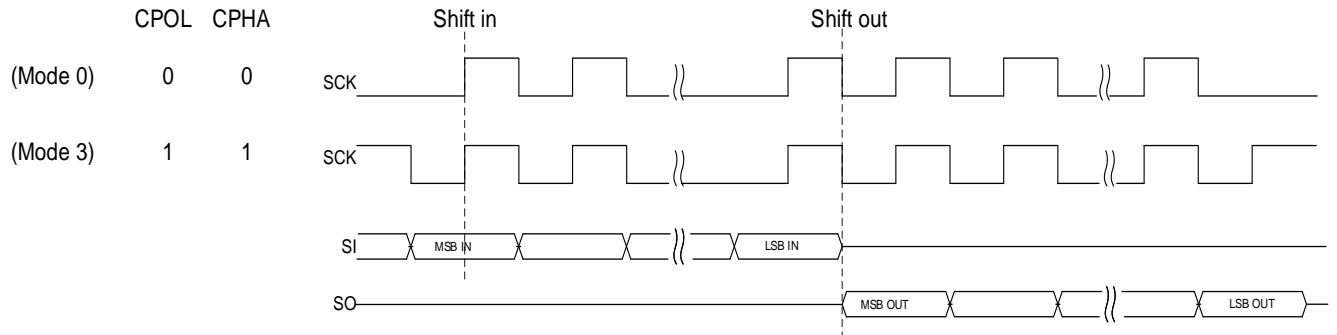 CPOL CPHA Shift in Shift out
(Mode 0) 0 0 SCK
(Mode 3) 1 1 SCK
SI MSB IN LSB IN
SO MSB OUT LSB OUT